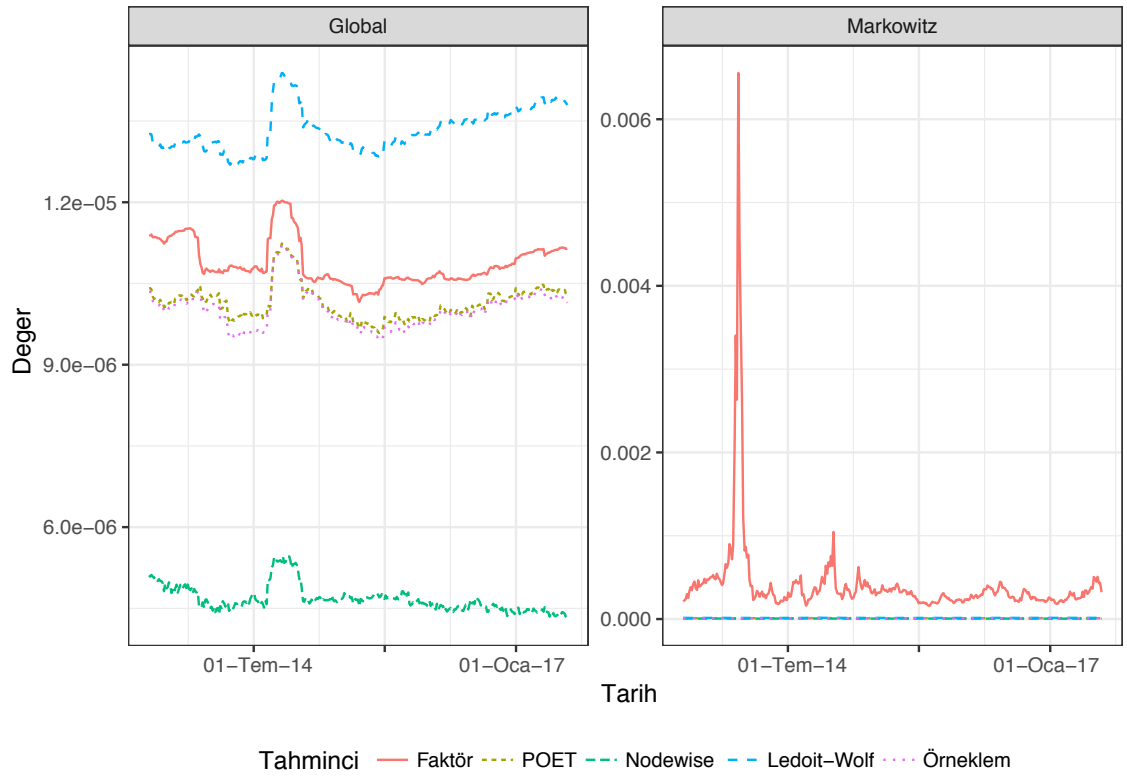 Global
Markowitz
Deger
1.2e−05
9.0e−06
6.0e−06
0.006
0.004
0.002
0.000
01−Tem−14
01−Oca−17
01−Tem−14
01−Oca−17
Tarih
Tahminci Faktör POET Nodewise Ledoit−Wolf Örneklem